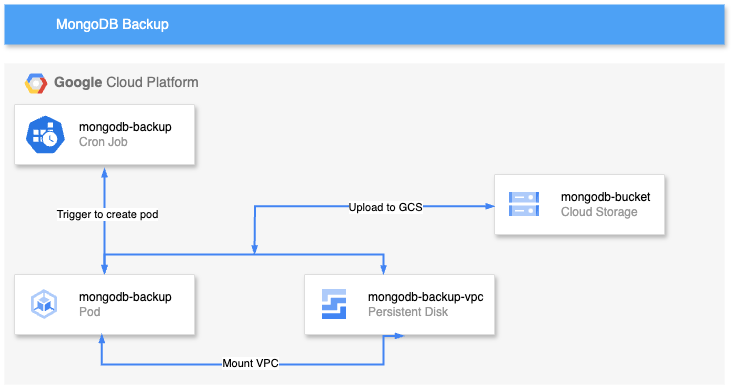 MongoDB Backup
Google Cloud Platform
mongodb-backup
Cron Job
Trigger to create pod
Upload to GCS
mongodb-bucket
Cloud Storage
mongodb-backup
Pod
mongodb-backup-vpc
Persistent Disk
Mount VPC